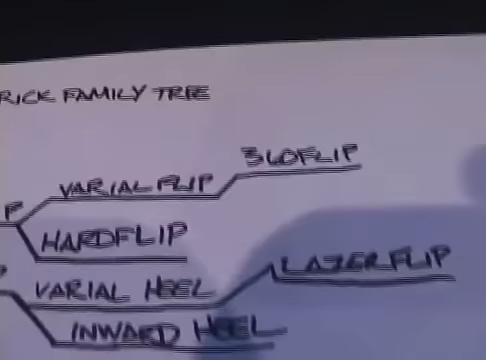 RICK FAMILY TREE
360FLIP
VARIAL FLIP
P
HARDFLIP
LAZERFLIP
VARIAL HEEL
INWARD HEEL